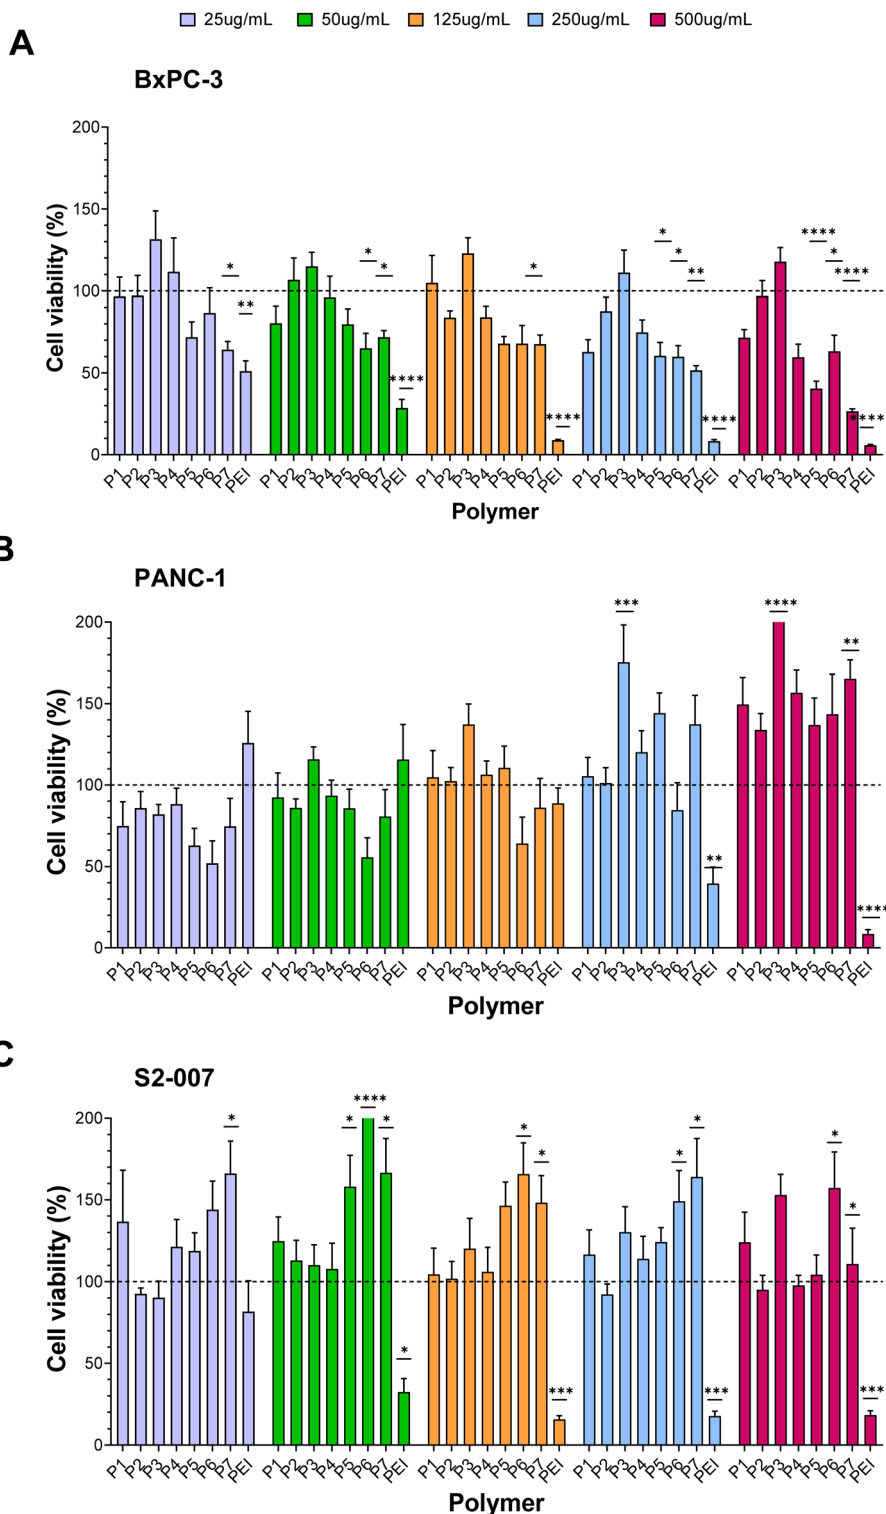 25ug/mL 50ug/mL 125ug/mL 250ug/mL 500ug/mL
A
BxPC-3
Cell viability (%)
200
150
100
50
0
* ** * * **** * **** * * ** **** **** * **** ****
P1 P2 P3 P4 P5 P6 P7 PEI P1 P2 P3 P4 P5 P6 P7 PEI P1 P2 P3 P4 P5 P6 P7 PEI P1 P2 P3 P4 P5 P6 P7 PEI P1 P2 P3 P4 P5 P6 P7 PEI
Polymer
B
PANC-1
Cell viability (%)
200
150
100
50
0
*** ** **** ** ****
P1 P2 P3 P4 P5 P6 P7 PEI P1 P2 P3 P4 P5 P6 P7 PEI P1 P2 P3 P4 P5 P6 P7 PEI P1 P2 P3 P4 P5 P6 P7 PEI P1 P2 P3 P4 P5 P6 P7 PEI
Polymer
C
S2-007
Cell viability (%)
200
150
100
50
0
* * **** * * * * *** * * *** * * ***
P1 P2 P3 P4 P5 P6 P7 PEI P1 P2 P3 P4 P5 P6 P7 PEI P1 P2 P3 P4 P5 P6 P7 PEI P1 P2 P3 P4 P5 P6 P7 PEI P1 P2 P3 P4 P5 P6 P7 PEI
Polymer